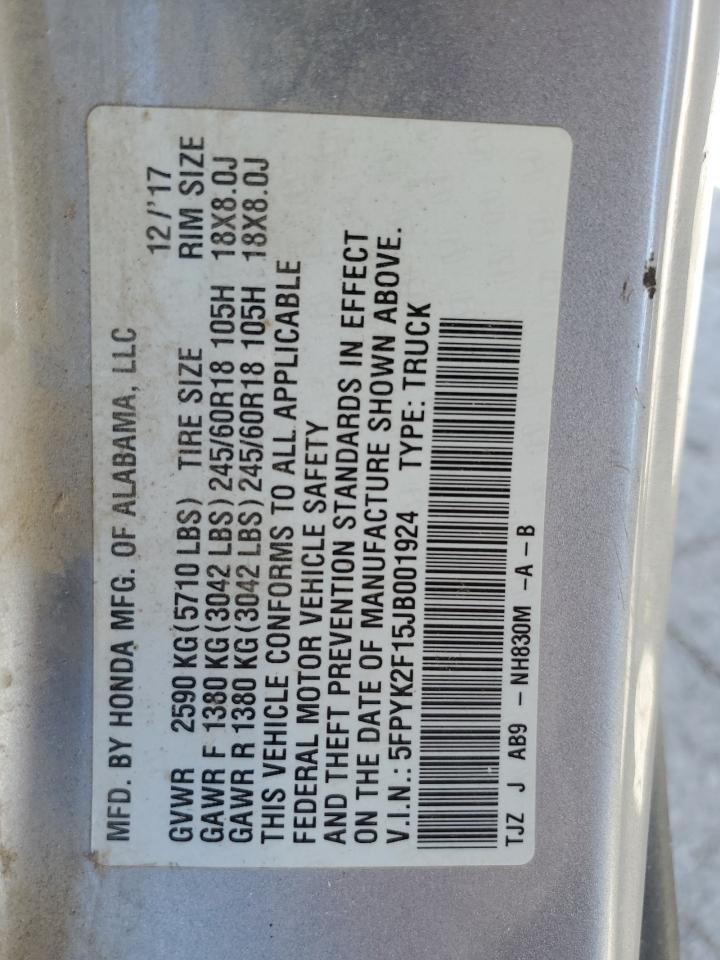 MFD. BY HONDA MFG. OF ALABAMA, LLC 12/'17
GVWR 2590 KG (5710 LBS) TIRE SIZE RIM SIZE
GAWR F 1380 KG (3042 LBS) 245/60R18 105H 18X8.0J
GAWR R 1380 KG (3042 LBS) 245/60R18 105H 18X8.0J
THIS VEHICLE CONFORMS TO ALL APPLICABLE
FEDERAL MOTOR VEHICLE SAFETY
AND THEFT PREVENTION STANDARDS IN EFFECT
ON THE DATE OF MANUFACTURE SHOWN ABOVE.
V.I.N.: 5FPYK2F15JB001924 TYPE: TRUCK
TJZ J AB9 - NH830M -A-B